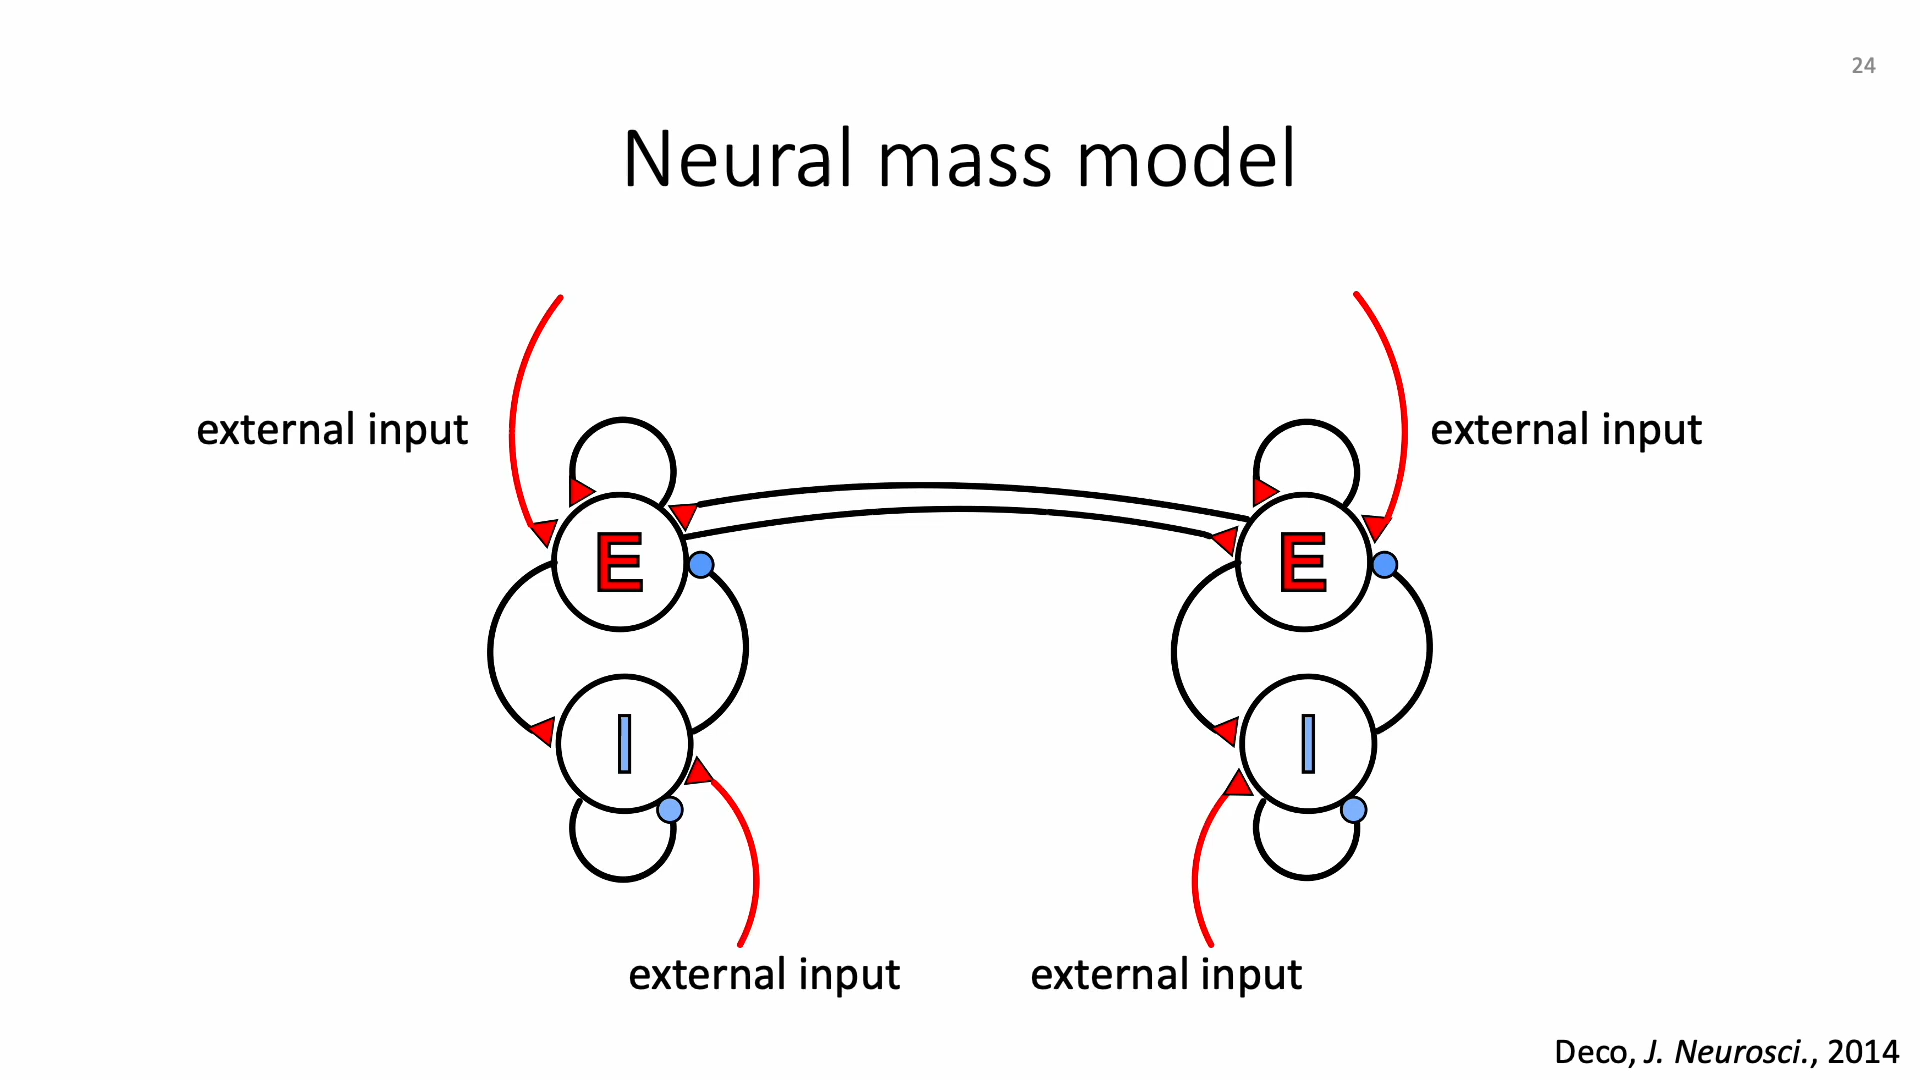 24
Neural mass model
external input
external input
E
E
I
I
external input
external input
Deco, J. Neurosci., 2014